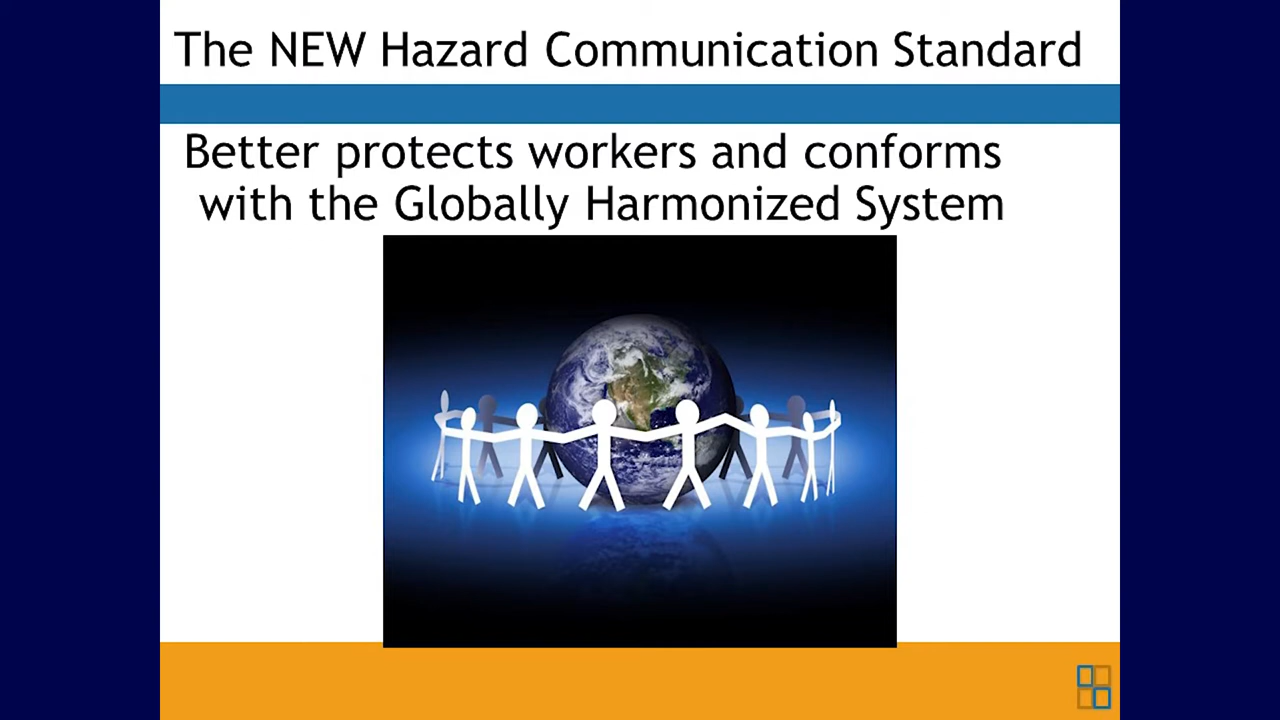 The NEW Hazard Communication Standard
Better protects workers and conforms
with the Globally Harmonized System